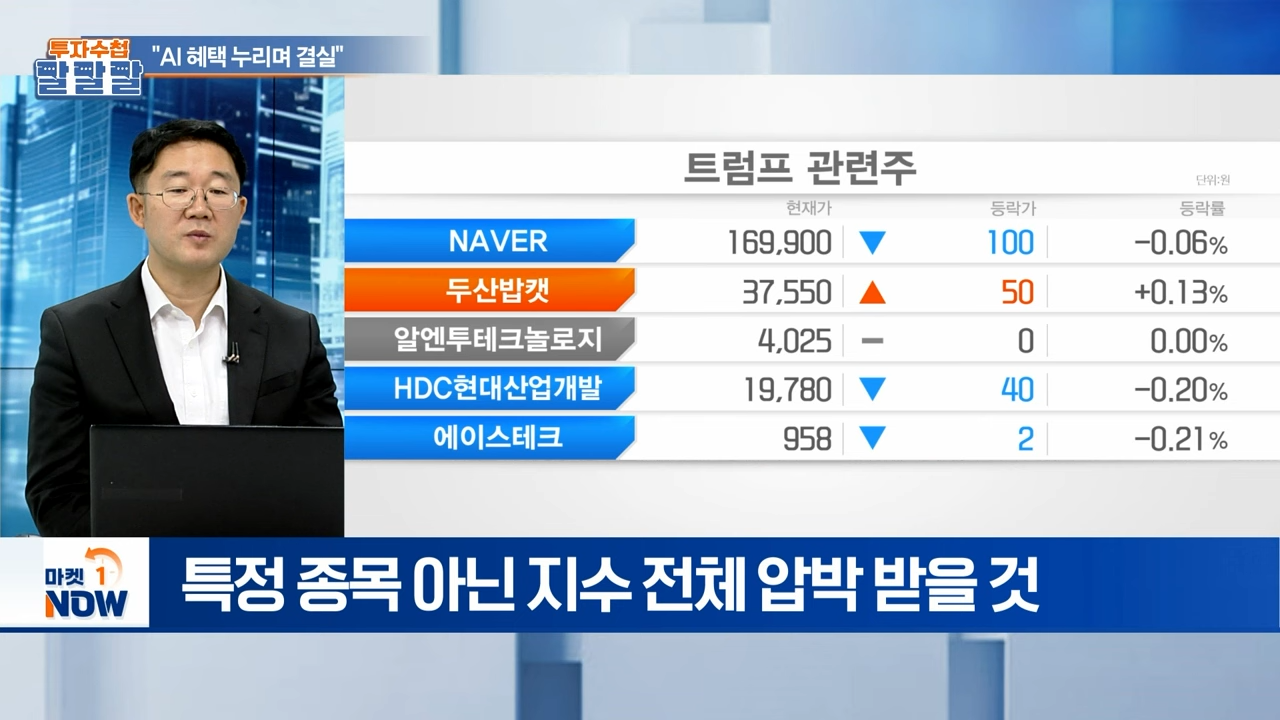 투자수첩
팔팔팔
"AI 혜택 누리며 결실"
트럼프 관련주
단위:원
현재가 등락가 등락률
NAVER 169,900 ▼ 100 -0.06%
두산밥캣 37,550 ▲ 50 +0.13%
알엔투테크놀로지 4,025 - 0 0.00%
HDC현대산업개발 19,780 ▼ 40 -0.20%
에이스테크 958 ▼ 2 -0.21%
마켓 1
NOW
특정 종목 아닌 지수 전체 압박 받을 것